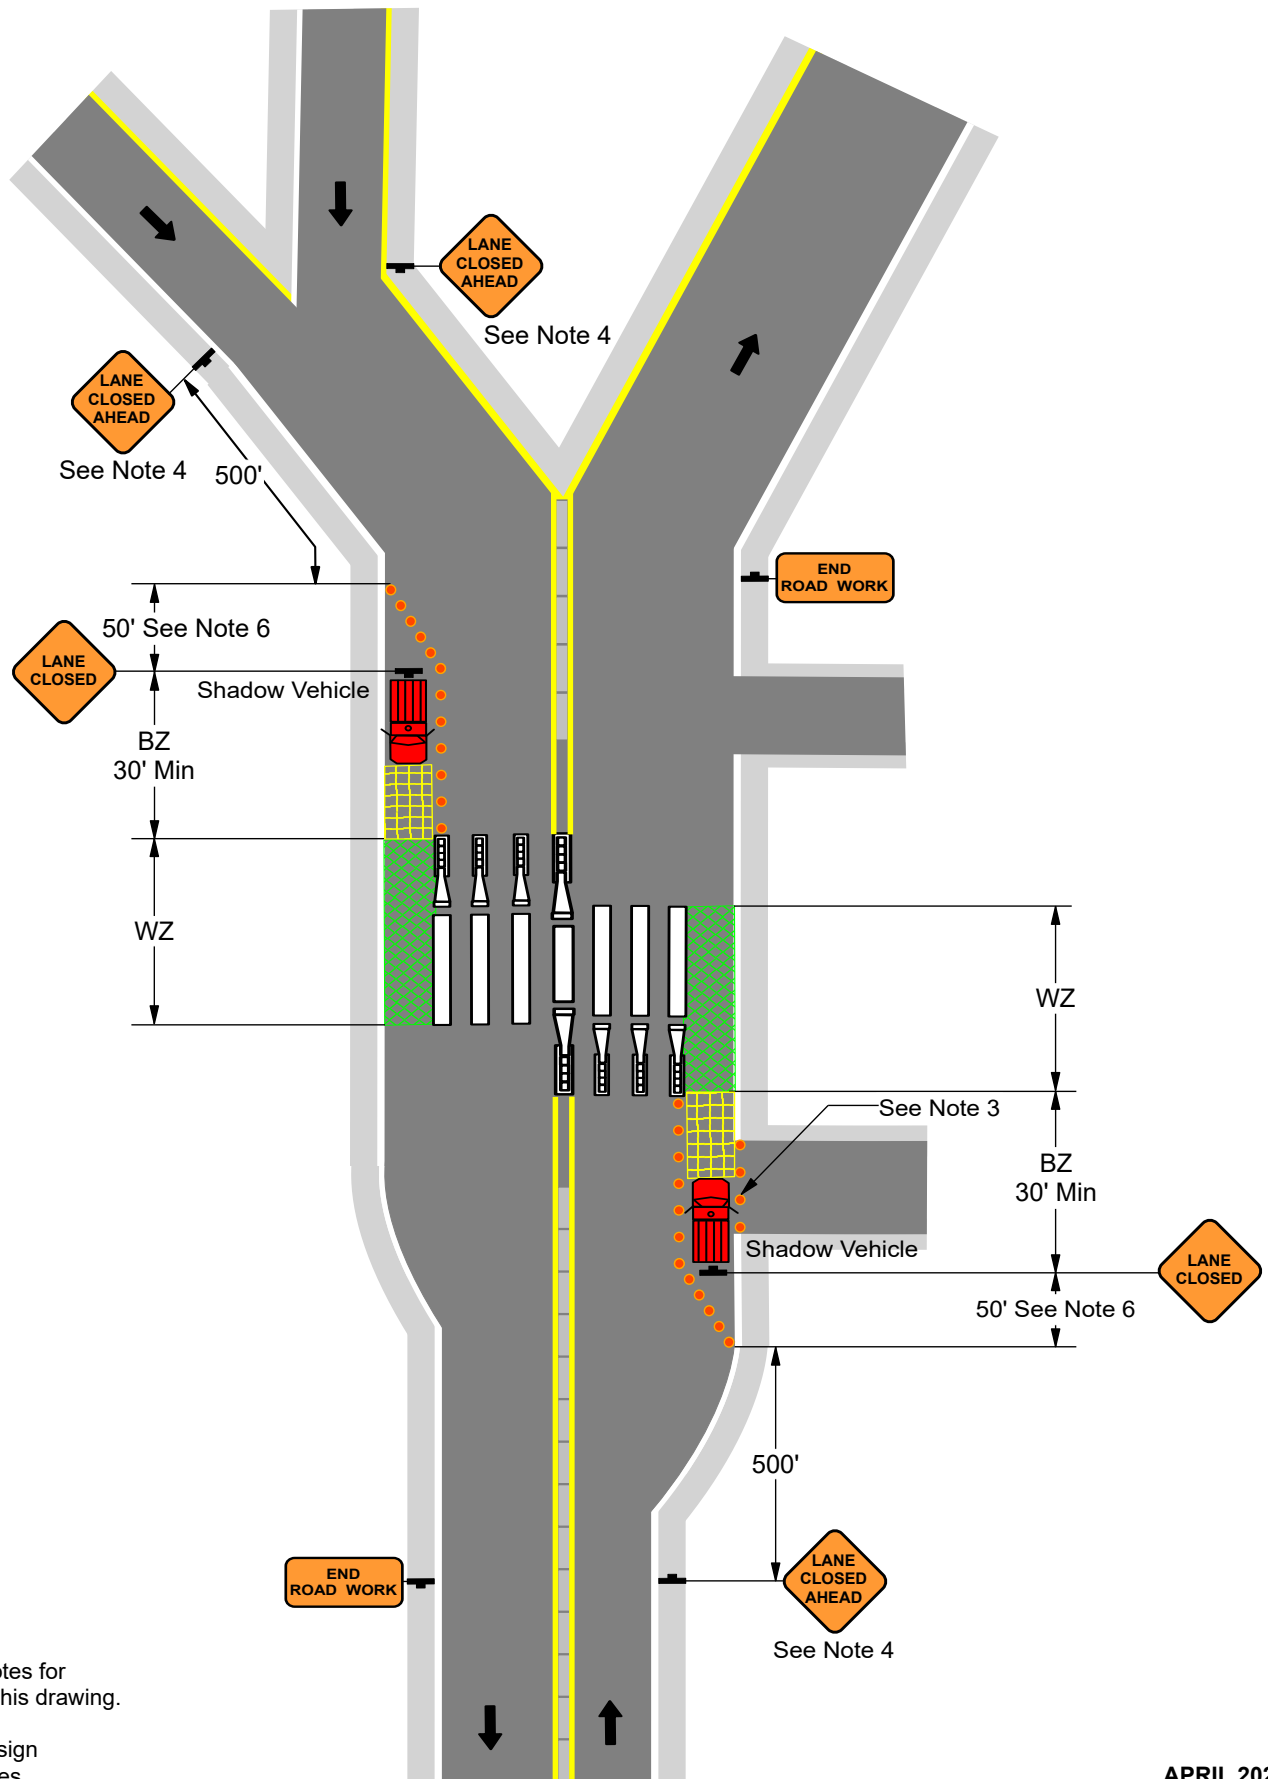 LANE
CLOSED
AHEAD
See Note 4
LANE
CLOSED
AHEAD
See Note 4
500'
END
ROAD WORK
50' See Note 6
LANE
CLOSED
Shadow Vehicle
BZ
30' Min
WZ
WZ
See Note 3
BZ
30' Min
Shadow Vehicle
LANE
CLOSED
50' See Note 6
500'
END
ROAD WORK
LANE
CLOSED
AHEAD
See Note 4
for
drawing.
APRIL